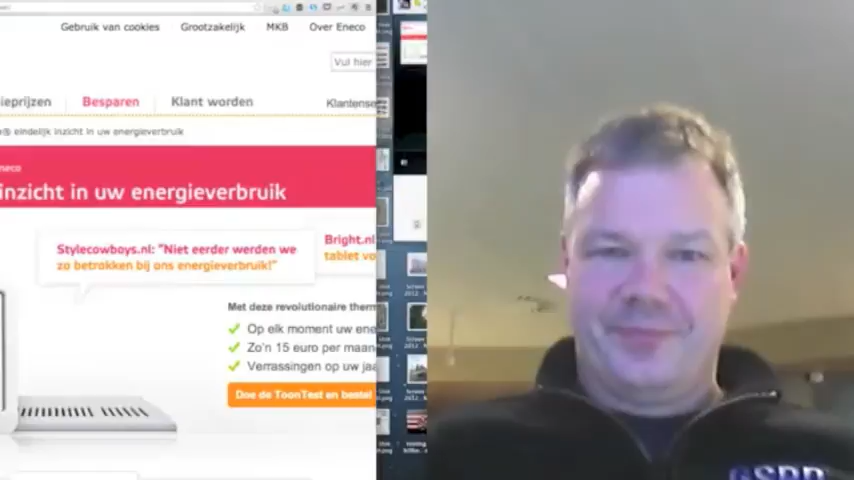 Gebruik van cookies Grootzakelijk MKB Over Eneco
Vul hier
ieprijzen Besparen Klant worden Klantense
eindelijk inzicht in uw energieverbruik
neco
inzicht in uw energieverbruik
Stylecowboys.nl: "Niet eerder werden we
zo betrokken bij ons energieverbruik!"
Bright.nl
tablet vo
Met deze revolutionaire therm
Op elk moment uw ene
Zo'n 15 euro per maan
Verrassingen op uw jaa
Doe de ToonTest en bestel
GSRD